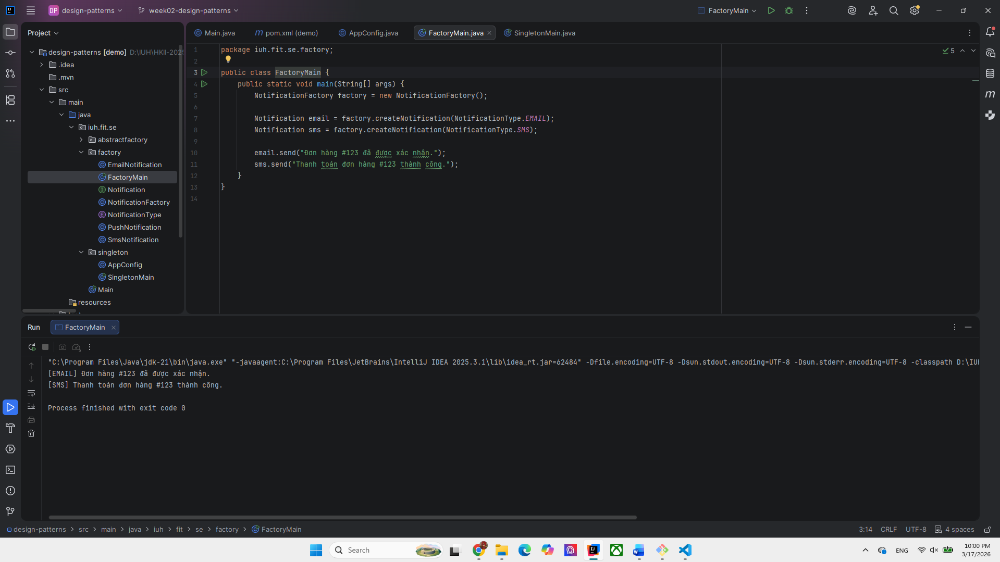 DP design-patterns week02-design-patterns FactoryMain
Project
design-patterns [demo] D:\IUH\HKII-2025
.idea
.mvn
src
main
java
iuh.fit.se
abstractfactory
factory
EmailNotification
FactoryMain
Notification
NotificationFactory
NotificationType
PushNotification
SmsNotification
singleton
AppConfig
SingletonMain
Main
resources
Main.java pom.xml (demo) AppConfig.java FactoryMain.java SingletonMain.java
5
1 package iuh.fit.se.factory;
2
3 public class FactoryMain {
4 public static void main(String[] args) {
5 NotificationFactory factory = new NotificationFactory();
6
7 Notification email = factory.createNotification(NotificationType.EMAIL);
8 Notification sms = factory.createNotification(NotificationType.SMS);
9
10 email.send("Đơn hàng #123 đã được xác nhận.");
11 sms.send("Thanh toán đơn hàng #123 thành công.");
12 }
13 }
14
Run FactoryMain
"C:\Program Files\Java\jdk-21\bin\java.exe" "-javaagent:C:\Program Files\JetBrains\IntelliJ IDEA 2025.3.1\lib\idea_rt.jar=62484" -Dfile.encoding=UTF-8 -Dsun.stdout.encoding=UTF-8 -Dsun.stderr.encoding=UTF-8 -classpath D:\IUH
[EMAIL] Đơn hàng #123 đã được xác nhận.
[SMS] Thanh toán đơn hàng #123 thành công.
Process finished with exit code 0
design-patterns > src > main > java > iuh > fit > se > factory > FactoryMain
3:14 CRLF UTF-8 4 spaces
Search
ENG
10:00 PM
3/17/2026